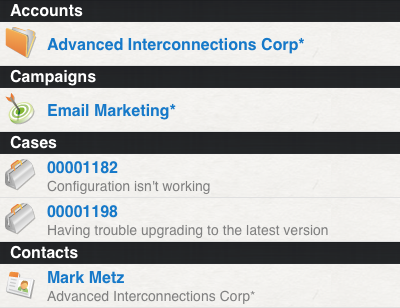 Accounts
Advanced Interconnections Corp*
Campaigns
Email Marketing*
Cases
00001182
Configuration isn't working
00001198
Having trouble upgrading to the latest version
Contacts
Mark Metz
Advanced Interconnections Corp*